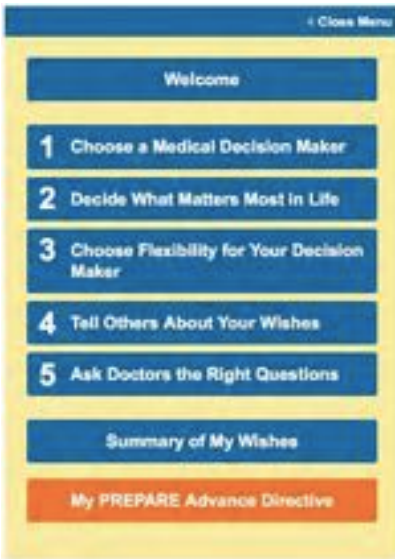 < Close Menu
Welcome
1 Choose a Medical Decision Maker
2 Decide What Matters Most in Life
3 Choose Flexibility for Your Decision
Maker
4 Tell Others About Your Wishes
5 Ask Doctors the Right Questions
Summary of My Wishes
My PREPARE Advance Directive